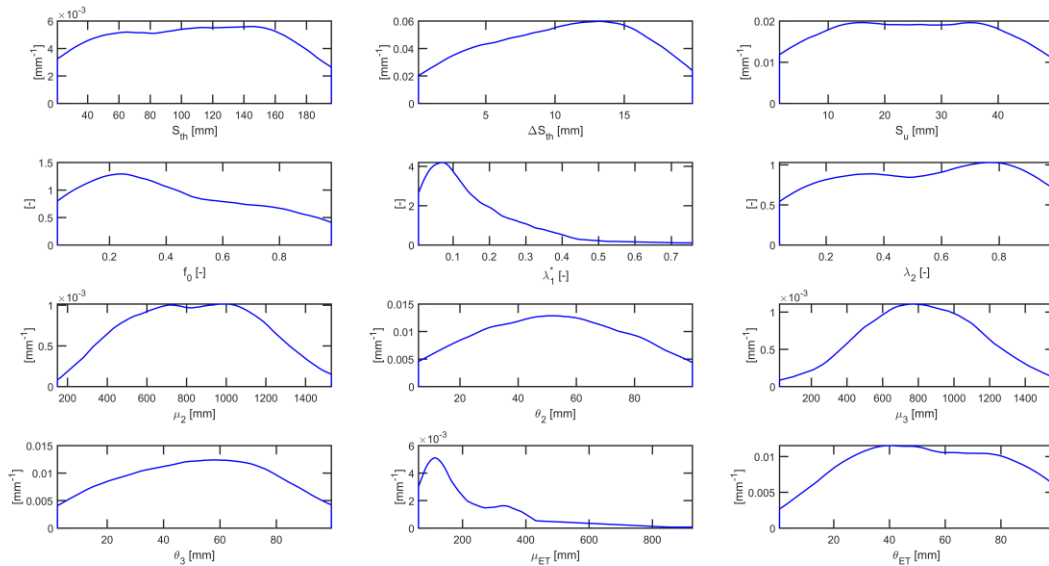 ×10⁻³
6
4
2
0
[mm⁻¹]
40 60 80 100 120 140 160 180
S_th [mm]
0.06
0.04
0.02
0
[mm⁻¹]
5 10 15
ΔS_th [mm]
0.02
0.01
0
[mm⁻¹]
10 20 30 40
S_u [mm]
1.5
1
0.5
0
[-]
0.2 0.4 0.6 0.8
f_0 [-]
4
2
0
[-]
0.1 0.2 0.3 0.4 0.5 0.6 0.7
λ_1^* [-]
1
0.5
0
[-]
0.2 0.4 0.6 0.8
λ_2 [-]
×10⁻³
1
0.5
0
[mm⁻¹]
200 400 600 800 1000 1200 1400
μ_2 [mm]
0.015
0.01
0.005
0
[mm⁻¹]
20 40 60 80
θ_2 [mm]
×10⁻³
1
0.5
0
[mm⁻¹]
200 400 600 800 1000 1200 1400
μ_3 [mm]
0.015
0.01
0.005
0
[mm⁻¹]
20 40 60 80
θ_3 [mm]
×10⁻³
6
4
2
0
[mm⁻¹]
200 400 600 800
μ_ET [mm]
0.01
0.005
0
[mm⁻¹]
20 40 60 80
θ_ET [mm]